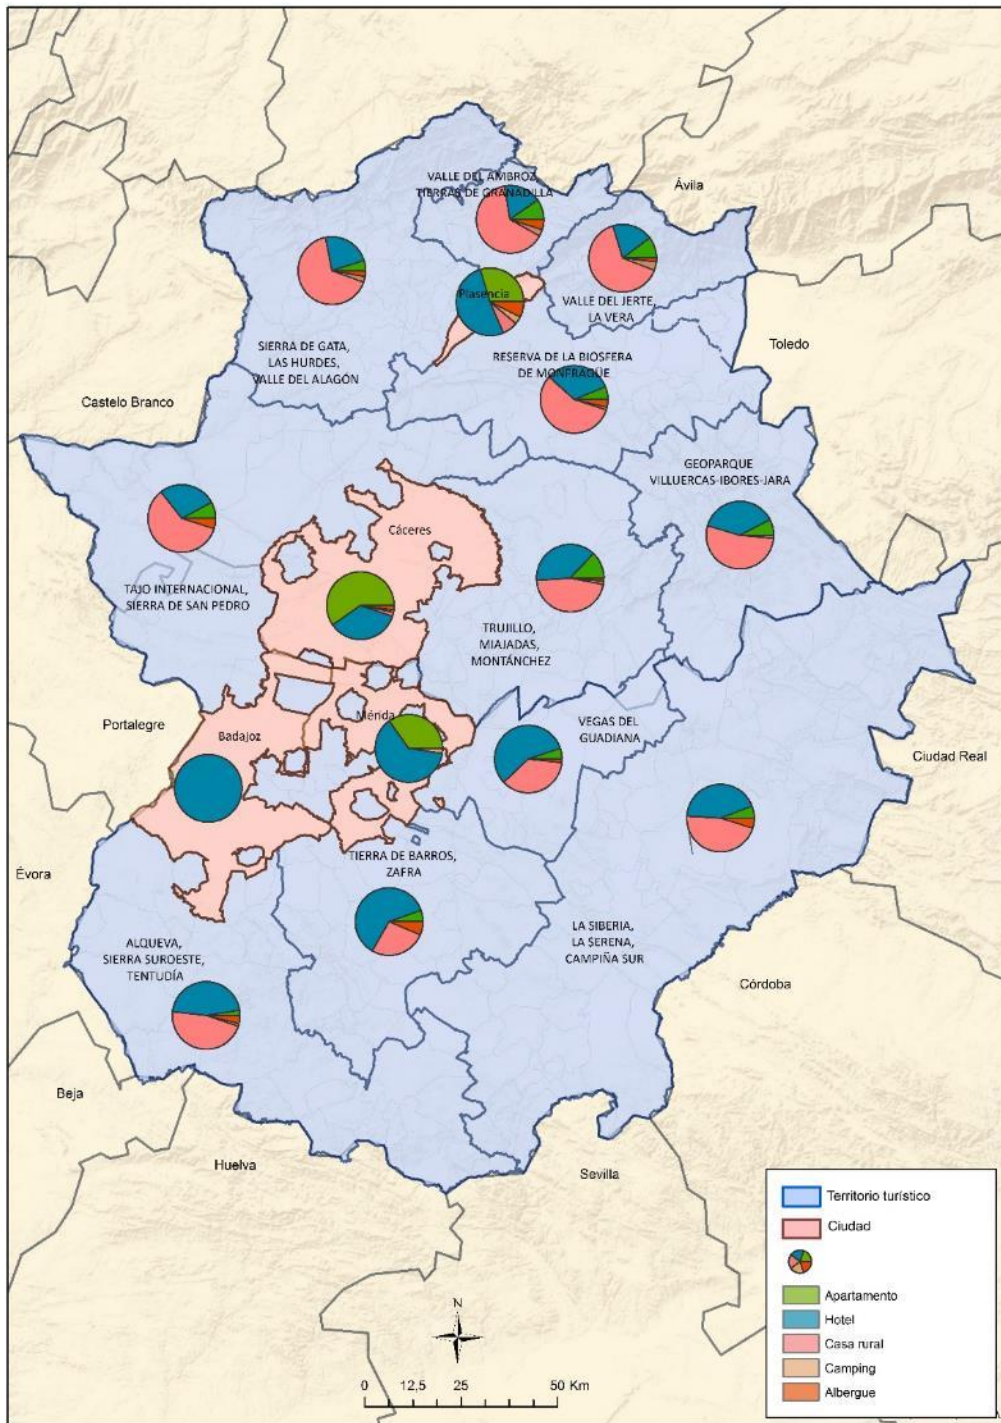 VALLE DEL AMBROZ,
TIERRAS DE GRANADILLA
Ávila
Plasencia
VALLE DEL JERTE,
LA VERA
SIERRA DE GATA,
LAS HURDES,
VALLE DEL ALAGÓN
RESERVA DE LA BIOSFERA
DE MONFRAGÜE
Toledo
Castelo Branco
GEOPARQUE
VILLUERCAS-IBORES-JARA
Cáceres
TAJO INTERNACIONAL,
SIERRA DE SAN PEDRO
TRUJILLO,
MIAJADAS,
MONTÁNCHEZ
Portalegre
Badajoz
Mérida
VEGAS DEL
GUADIANA
Ciudad Real
Évora
TIERRA DE BARROS,
ZAFRA
ALQUEVA,
SIERRA SUROESTE,
TENTUDÍA
LA SIBERIA,
LA SERENA,
CAMPIÑA SUR
Córdoba
Beja
Huelva
Sevilla
Territorio turístico
Ciudad
Apartamento
Hotel
Casa rural
Camping
Albergue
N
0 12,5 25 50 Km